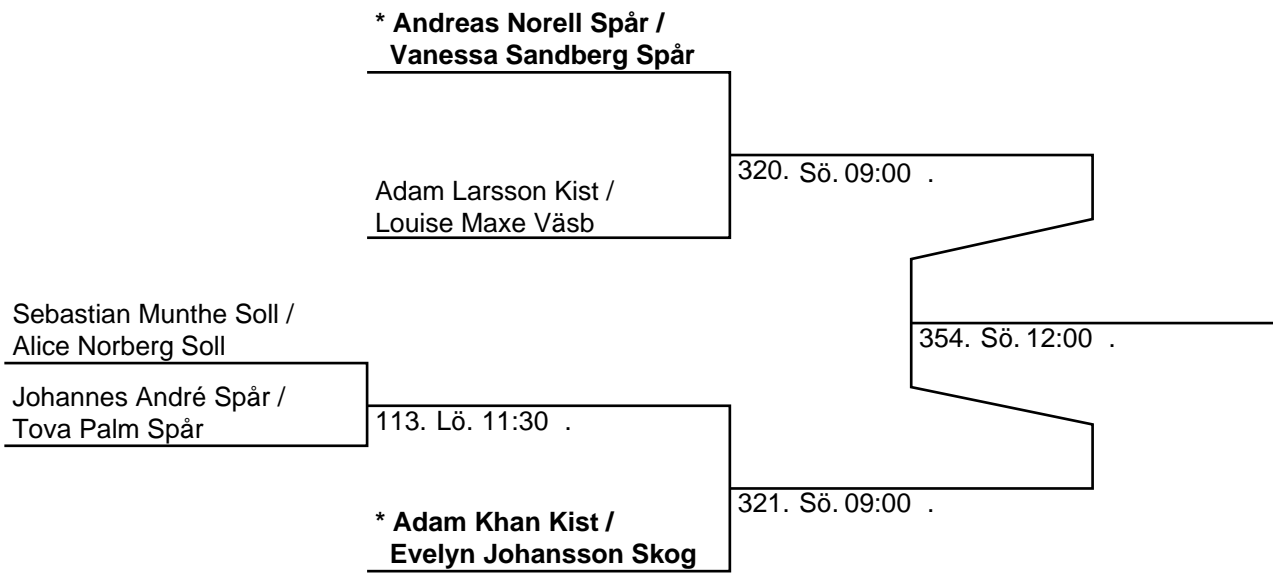 * Andreas Norell Spår /
Vanessa Sandberg Spår
320. Sö. 09:00 .
Adam Larsson Kist /
Louise Maxe Väsb
Sebastian Munthe Soll /
Alice Norberg Soll
354. Sö. 12:00 .
Johannes André Spår /
Tova Palm Spår
113. Lö. 11:30 .
321. Sö. 09:00 .
* Adam Khan Kist /
Evelyn Johansson Skog